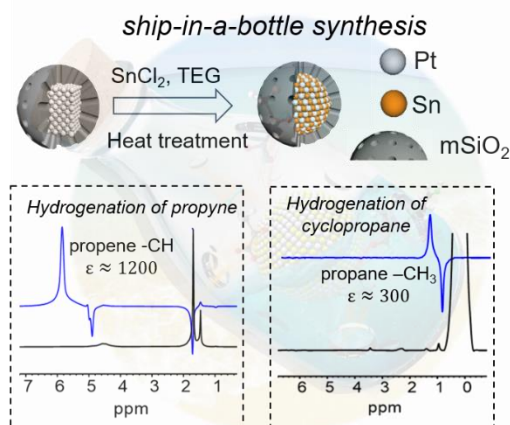 ship-in-a-bottle synthesis
SnCl₂, TEG
Heat treatment
Pt
Sn
mSiO₂
Hydrogenation of propyne
propene -CH
ε ≈ 1200
7 6 5 4 3 2 1
ppm
Hydrogenation of
cyclopropane
propane –CH₃
ε ≈ 300
6 5 4 3 2 1 0
ppm